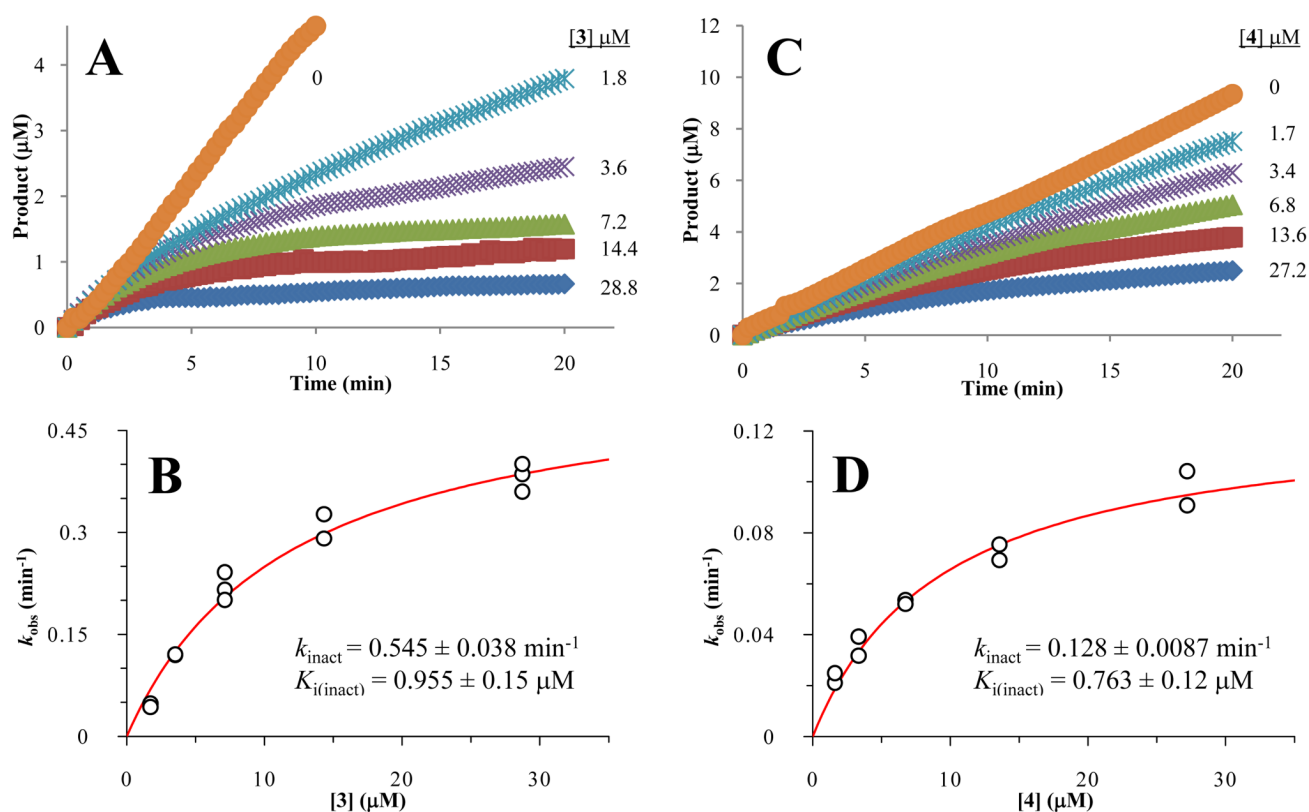 A
[3] μM
0
1.8
3.6
7.2
14.4
28.8
4
3
2
1
0
Product (μM)
0 5 10 15 20
Time (min)
C
[4] μM
0
1.7
3.4
6.8
13.6
27.2
12
10
8
6
4
2
0
Product (μM)
0 5 10 15 20
Time (min)
B
0.45
0.3
0.15
0
kobs (min-1)
kinact = 0.545 ± 0.038 min-1
Ki(inact) = 0.955 ± 0.15 μM
0 10 20 30
[3] (μM)
D
0.12
0.08
0.04
0
kobs (min-1)
kinact = 0.128 ± 0.0087 min-1
Ki(inact) = 0.763 ± 0.12 μM
0 10 20 30
[4] (μM)